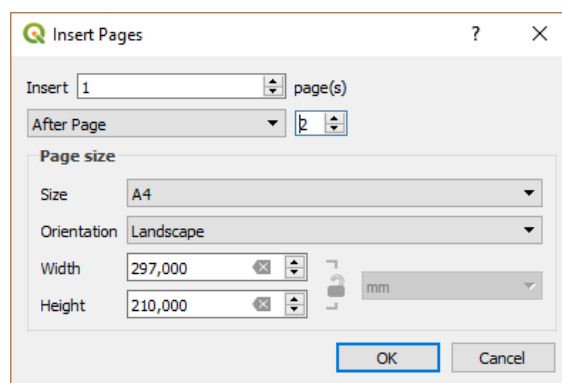 Insert Pages ?
Insert 1 page(s)
After Page 2
Page size
Size A4
Orientation Landscape
Width 297,000
mm
Height 210,000
OK Cancel